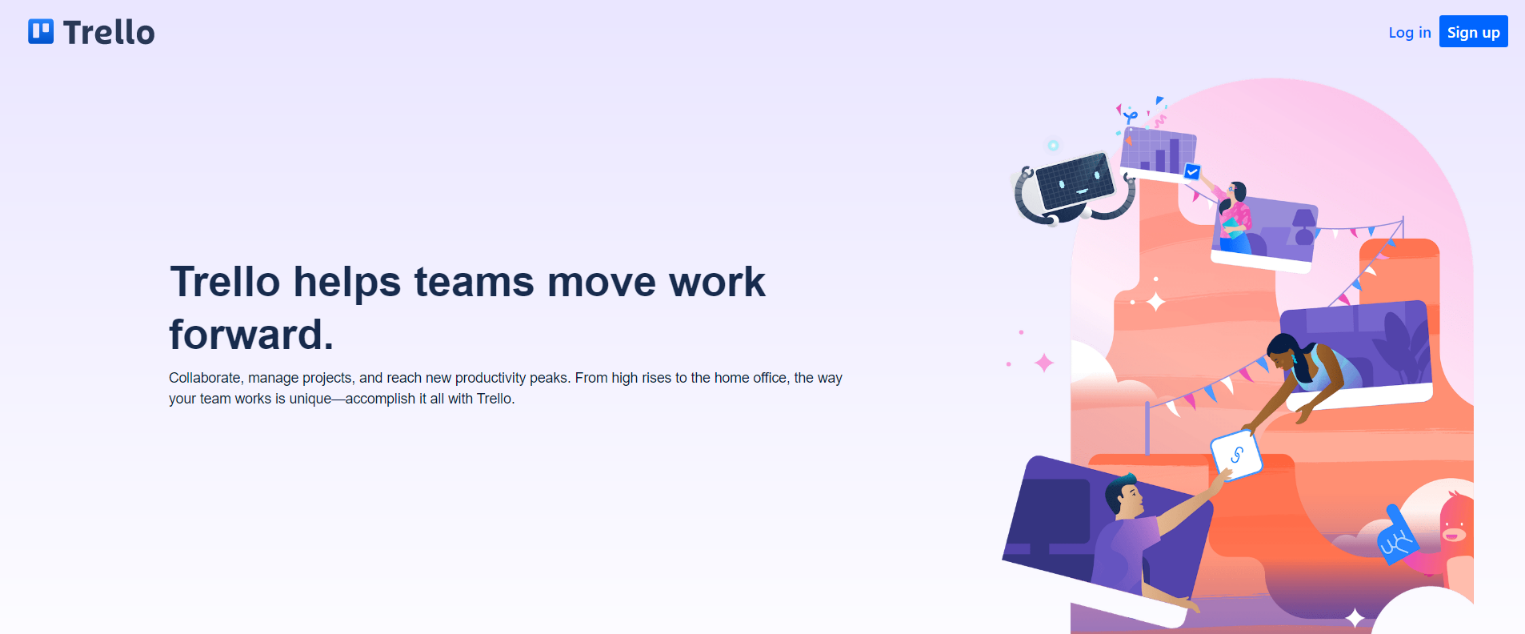 Trello
Log in
Sign up
Trello helps teams move work
forward.
Collaborate, manage projects, and reach new productivity peaks. From high rises to the home office, the way
your team works is unique—accomplish it all with Trello.